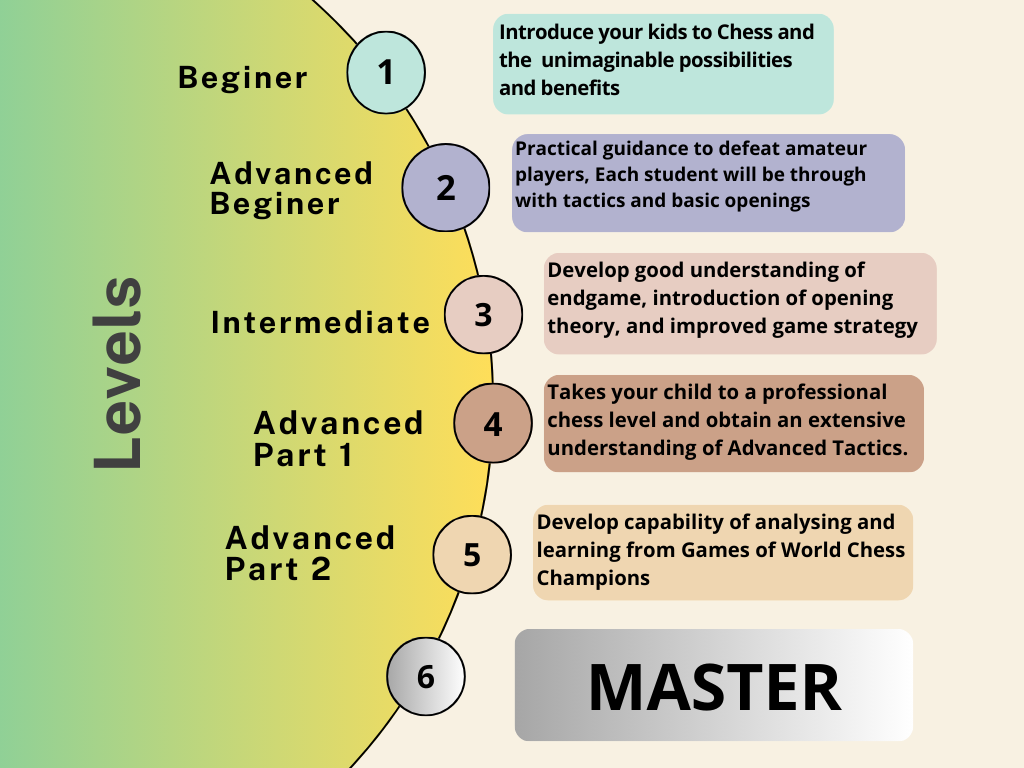 Levels
Beginer
1
Introduce your kids to Chess and
the unimaginable possibilities
and benefits
Advanced
Beginer
2
Practical guidance to defeat amateur
players, Each student will be through
with tactics and basic openings
Intermediate
3
Develop good understanding of
endgame, introduction of opening
theory, and improved game strategy
Advanced
Part 1
4
Takes your child to a professional
chess level and obtain an extensive
understanding of Advanced Tactics.
Advanced
Part 2
5
Develop capability of analysing and
learning from Games of World Chess
Champions
6
MASTER